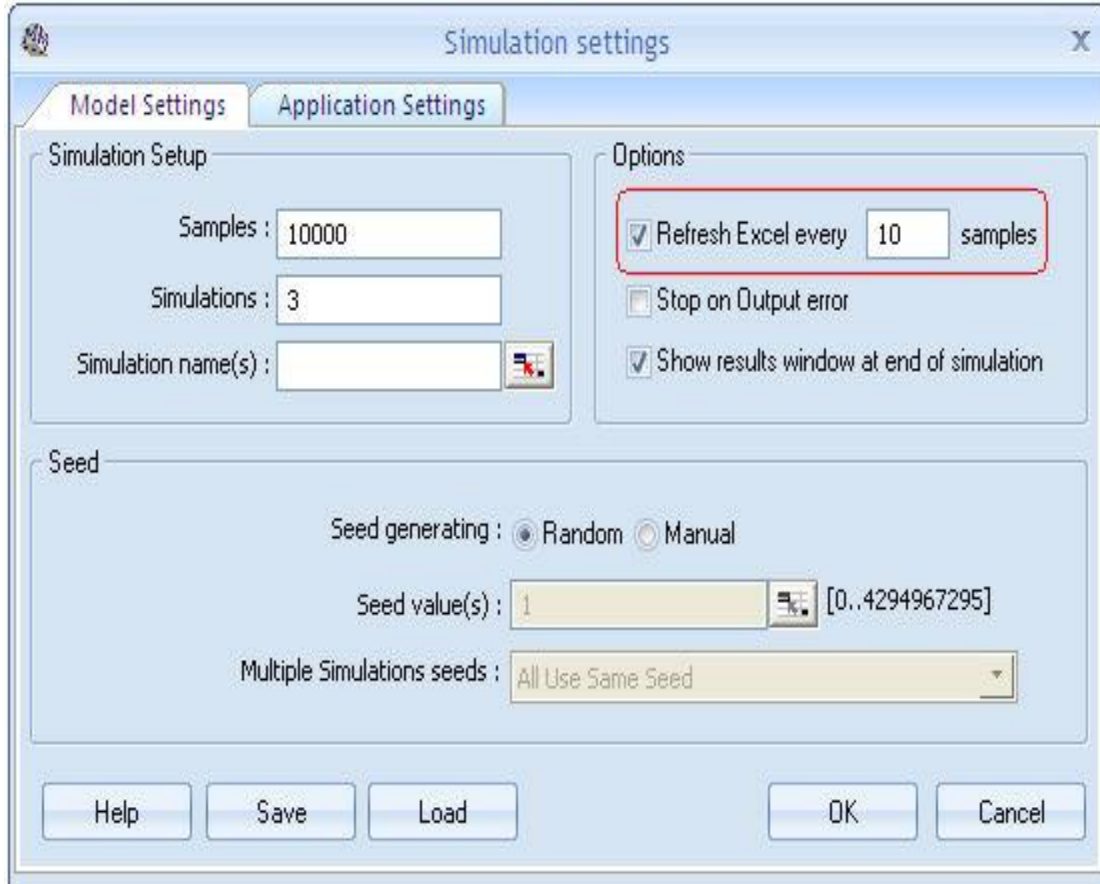 Simulation settings
X
Model Settings
Application Settings
Simulation Setup
Samples : 10000
Simulations : 3
Simulation name(s) :
Options
Refresh Excel every 10 samples
Stop on Output error
Show results window at end of simulation
Seed
Seed generating : Random Manual
Seed value(s) : 1 [0..4294967295]
Multiple Simulations seeds : All Use Same Seed
Help Save Load OK Cancel